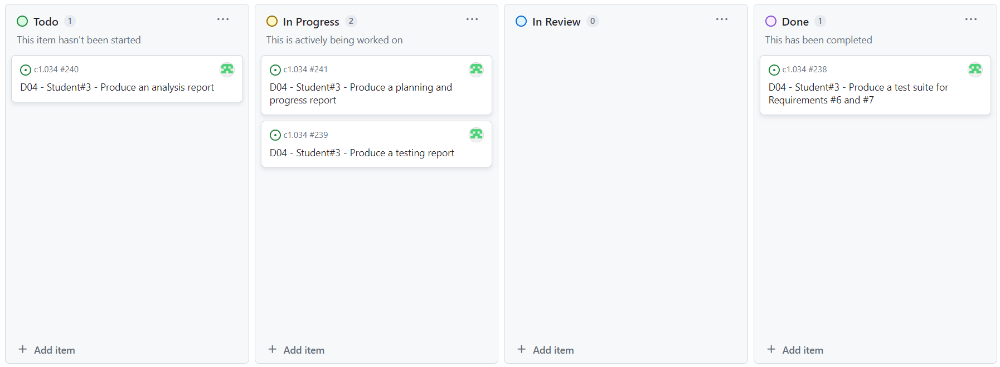 Todo 1
This item hasn't been started
c1.034 #240
D04 - Student#3 - Produce an analysis report
Add item
In Progress 2
This is actively being worked on
c1.034 #241
D04 - Student#3 - Produce a planning and
progress report
c1.034 #239
D04 - Student#3 - Produce a testing report
Add item
In Review 0
Add item
Done 1
This has been completed
c1.034 #238
D04 - Student#3 - Produce a test suite for
Requirements #6 and #7
Add item